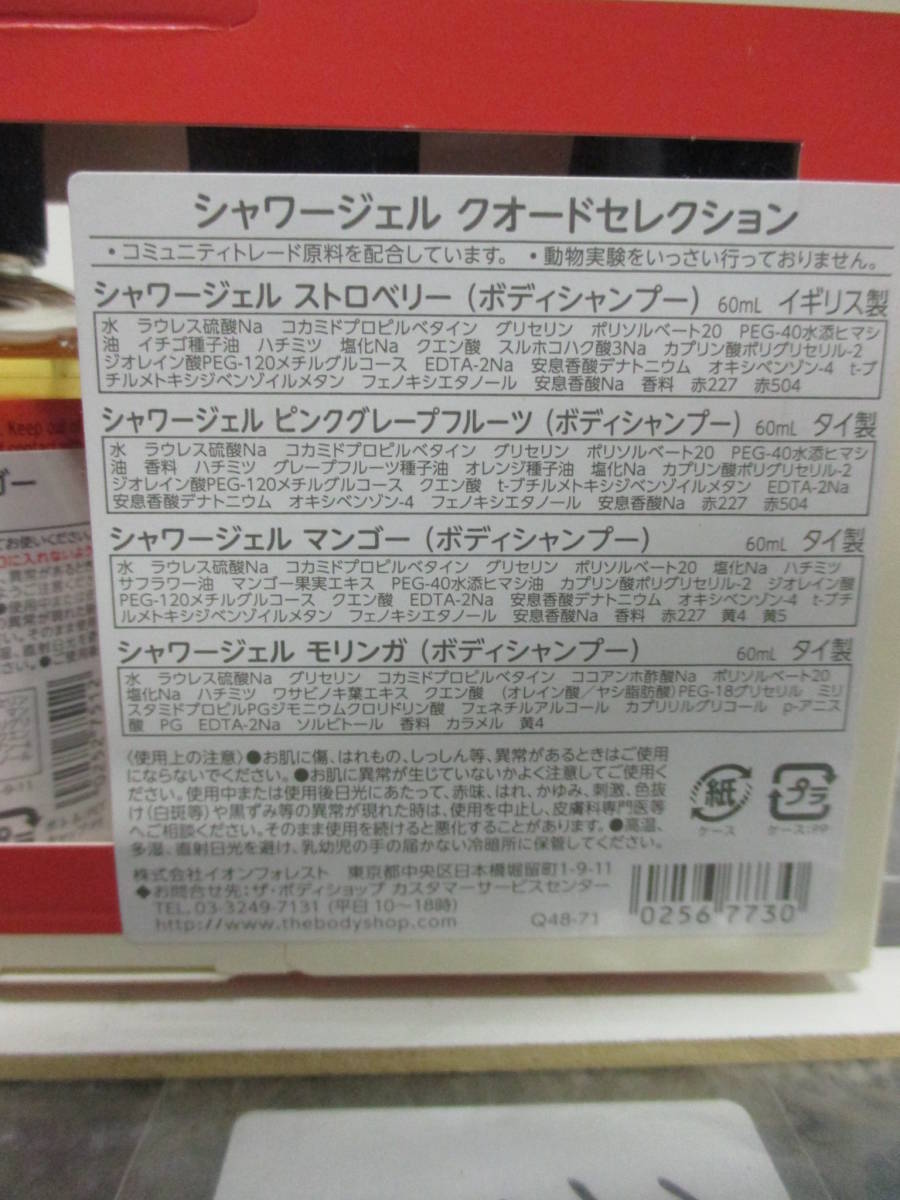 シャワージェル クオードセレクション
・コミュニティトレード原料を配合しています。 ・動物実験をいっさい行っておりません。
シャワージェル ストロベリー（ボディシャンプー） 60mL イギリス製
水 ラウレス硫酸Na コカミドプロピルベタイン グリセリン ポリソルベート20 PEG-40水添ヒマシ
油 イチゴ種子油 ハチミツ 塩化Na クエン酸 スルホコハク酸3Na カプリン酸ポリグリセリル-2
ジオレイン酸PEG-120メチルグルコース EDTA-2Na 安息香酸デナトニウム オキシベンゾン-4 t-ブ
チルメトキシジベンゾイルメタン フェノキシエタノール 安息香酸Na 香料 赤227 赤504
シャワージェル ピンクグレープフルーツ（ボディシャンプー） 60mL タイ製
水 ラウレス硫酸Na コカミドプロピルベタイン グリセリン ポリソルベート20 PEG-40水添ヒマシ
油 香料 ハチミツ グレープフルーツ種子油 オレンジ種子油 塩化Na カプリン酸ポリグリセリル-2
ジオレイン酸PEG-120メチルグルコース クエン酸 t-ブチルメトキシジベンゾイルメタン EDTA-2Na
安息香酸デナトニウム オキシベンゾン-4 フェノキシエタノール 安息香酸Na 赤227 赤504
シャワージェル マンゴー（ボディシャンプー） 60mL タイ製
水 ラウレス硫酸Na コカミドプロピルベタイン グリセリン ポリソルベート20 塩化Na ハチミツ
サフラワー油 マンゴー果実エキス PEG-40水添ヒマシ油 カプリン酸ポリグリセリル-2 ジオレイン酸
PEG-120メチルグルコース クエン酸 EDTA-2Na 安息香酸デナトニウム オキシベンゾン-4 t-ブチ
ルメトキシジベンゾイルメタン フェノキシエタノール 安息香酸Na 香料 赤227 黄4 黄5
シャワージェル モリンガ（ボディシャンプー） 60mL タイ製
水 ラウレス硫酸Na グリセリン コカミドプロピルベタイン ココアンホ酢酸Na ポリソルベート20
塩化Na ハチミツ ワサビノキ葉エキス クエン酸 （オレイン酸/ヤシ脂肪酸）PEG-18グリセリル ミリ
スタミドプロピルPGジモニウムクロリドリン酸 フェネチルアルコール カプリリルグリコール p-アニス
酸 PG EDTA-2Na ソルビトール 香料 カラメル 黄4
〈使用上の注意〉●お肌に傷、はれもの、しっしん等、異常があるときはご使用
にならないでください。●お肌に異常が生じていないかよく注意してご使用く
ださい。使用中または使用後日光にあたって、赤味、はれ、かゆみ、刺激、色抜
け（白斑等）や黒ずみ等の異常が現れた時は、使用を中止し、皮膚科専門医等
へご相談ください。そのまま使用を続けると悪化することがあります。●高温、
多湿、直射日光を避け、乳幼児の手の届かない冷暗所に保管してください。
紙
ケース
プラ
ケース:PP
株式会社イオンフォレスト 東京都中央区日本橋堀留町1-9-11
◆お問合せ先：ザ・ボディショップ カスタマーサービスセンター
TEL. 03-3249-7131（平日 10～18時）
http://www.thebodyshop.com Q48-71
0256 7730
Keep out of
ゴー